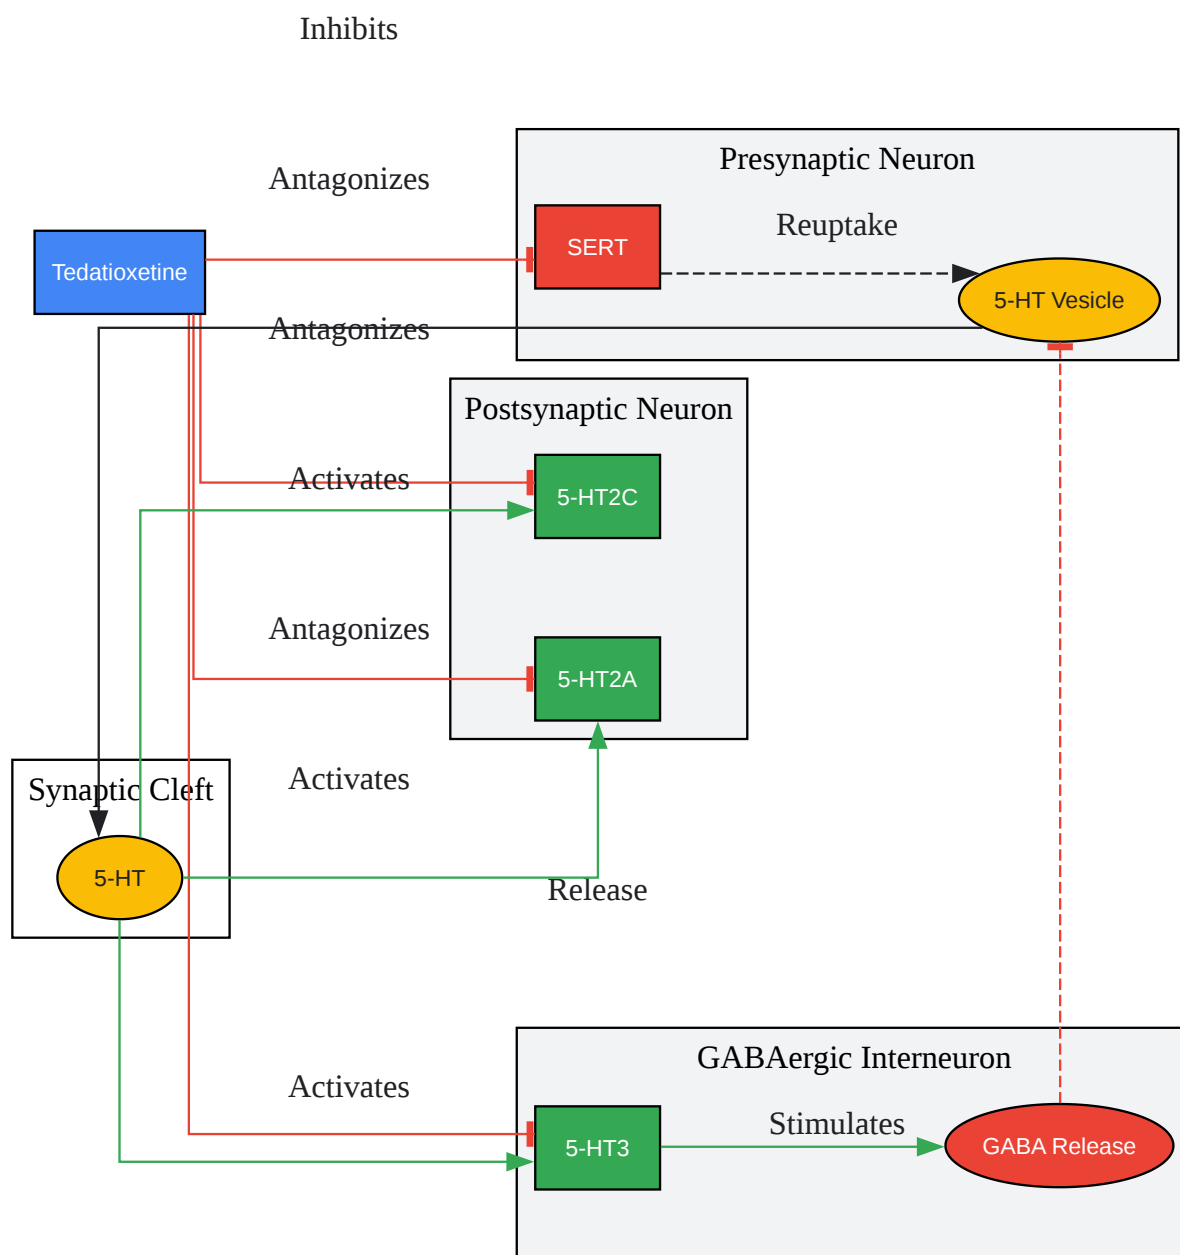 Inhibits
Presynaptic Neuron
Antagonizes
Reuptake
SERT
Tedatioxetine
5-HT Vesicle
Antagonizes
Postsynaptic Neuron
Activates
5-HT2C
Antagonizes
5-HT2A
Activates
Synaptic Cleft
5-HT
Release
GABAergic Interneuron
Activates
Stimulates
5-HT3
GABA Release